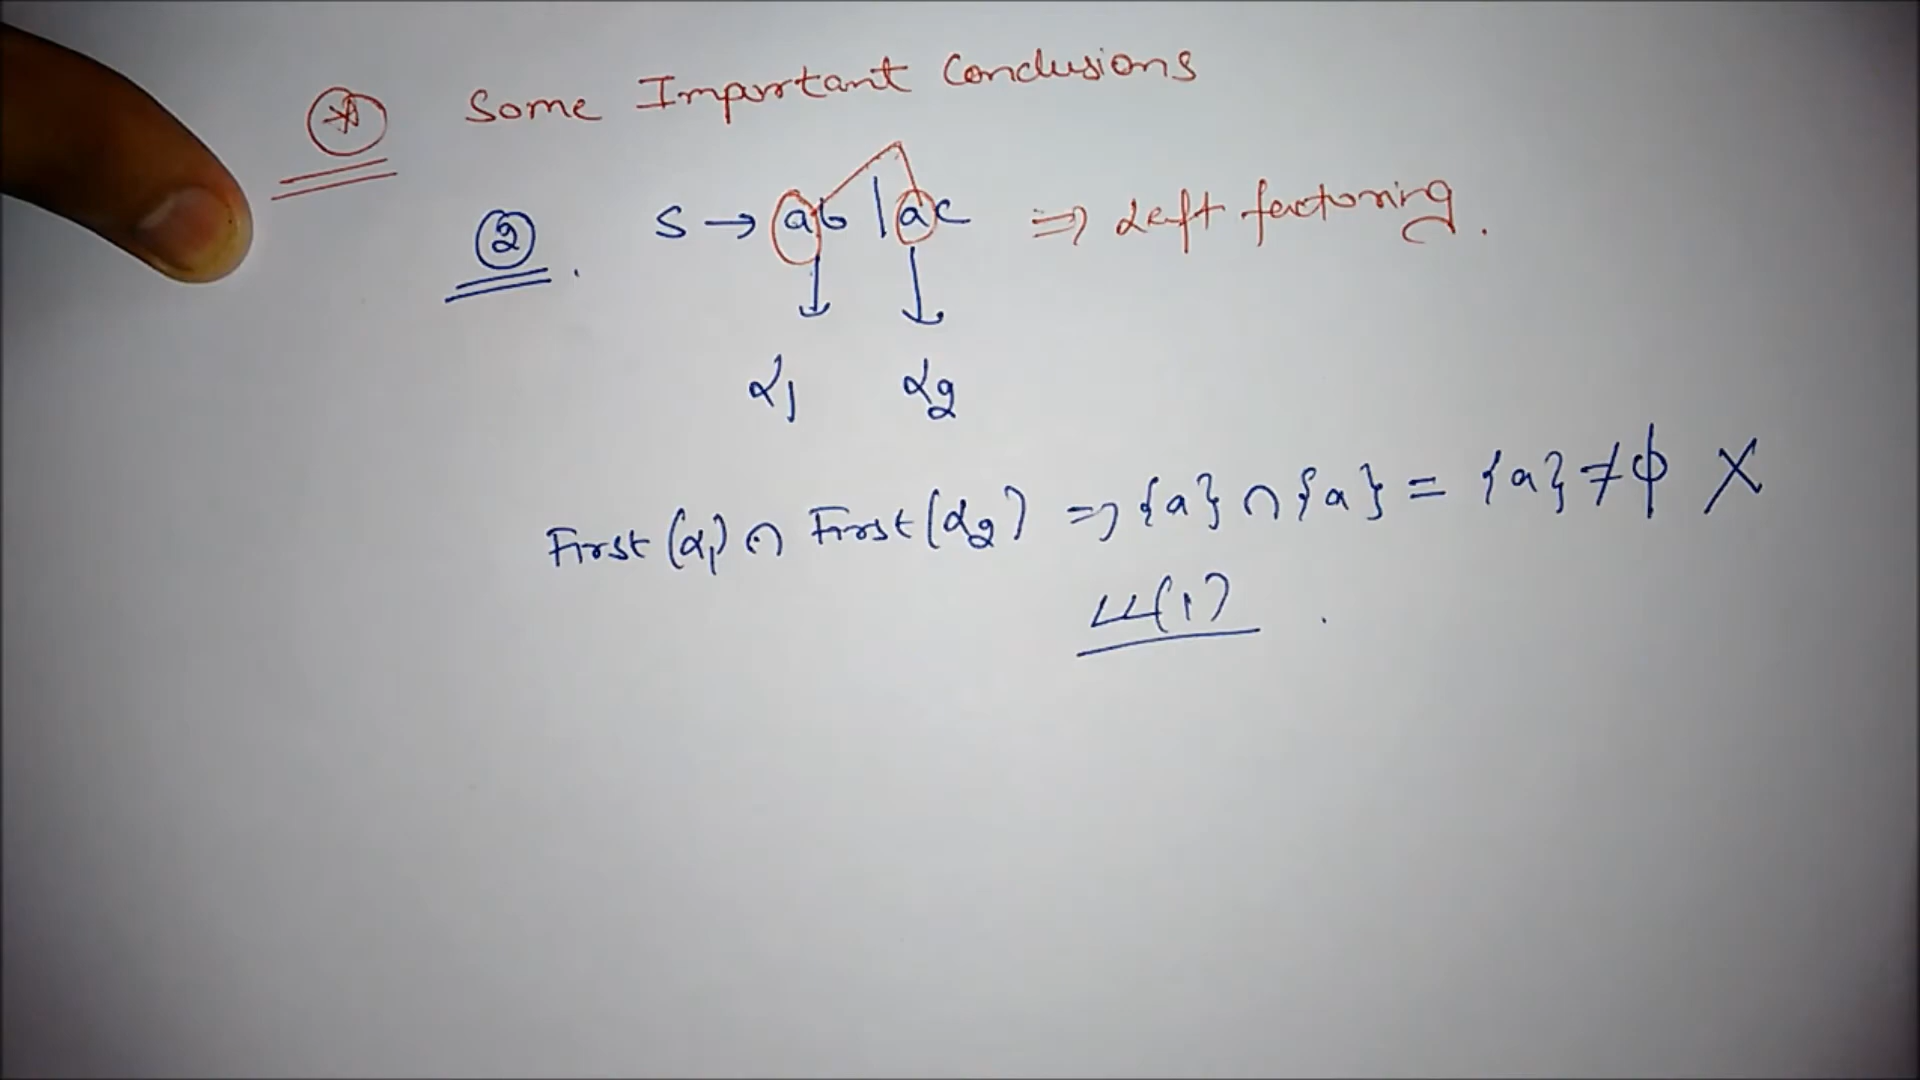 * Some Important Conclusions
② . S → ab | ac ⇒ Left factoring.
α1 α2
First (α1) ∩ First (α2) ⇒ {a} ∩ {a} = {a} ≠ ϕ X
LL(1) .